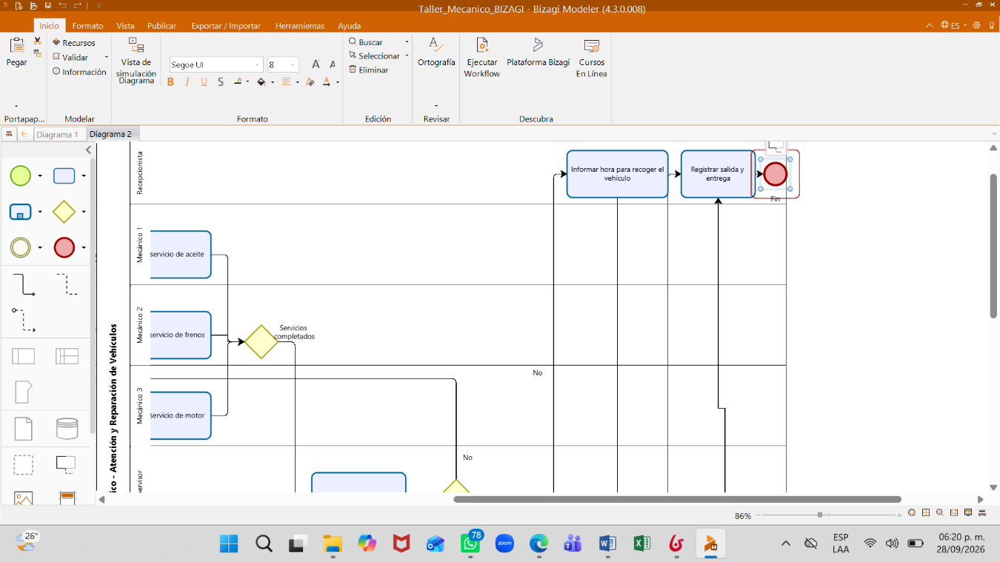 Taller_Mecanico_BIZAGI - Bizagi Modeler (4.3.0.008)
Inicio
Formato
Vista
Publicar
Exportar / Importar
Herramientas
Ayuda
ES
Pegar
Recursos
Validar
Información
Vista de
simulación
Diagrama
Segoe UI
8
A
A
B
I
U
S
A
A
Buscar
Seleccionar
Eliminar
Ortografía
Ejecutar
Workflow
Plataforma Bizagi
Cursos
En Línea
Portapap...
Modelar
Formato
Edición
Revisar
Descubra
Diagrama 1
Diagrama 2
Recepcionista
Informar hora para recoger el
vehículo
Registrar salida y
entrega
Fin
Mecánico 1
servicio de aceite
Mecánico 2
servicio de frenos
Servicios
completados
ico - Atención y Reparación de Vehículos
No
Mecánico 3
servicio de motor
No
pervisor
86%
26°
78
zoom
ESP
LAA
06:20 p. m.
28/09/2026